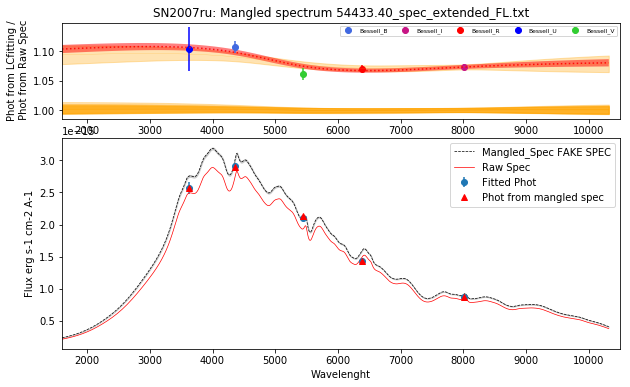 SN2007ru: Mangled spectrum 54433.40_spec_extended_FL.txt
Phot from LCfitting /
Phot from Raw Spec
1.10
1.05
1.00
Bessell_B
Bessell_I
Bessell_R
Bessell_U
Bessell_V
2000 3000 4000 5000 6000 7000 8000 9000 10000
1e−15
Flux erg s-1 cm-2 A-1
3.0
2.5
2.0
1.5
1.0
0.5
Mangled_Spec FAKE SPEC
Raw Spec
Fitted Phot
Phot from mangled spec
2000 3000 4000 5000 6000 7000 8000 9000 10000
Wavelenght